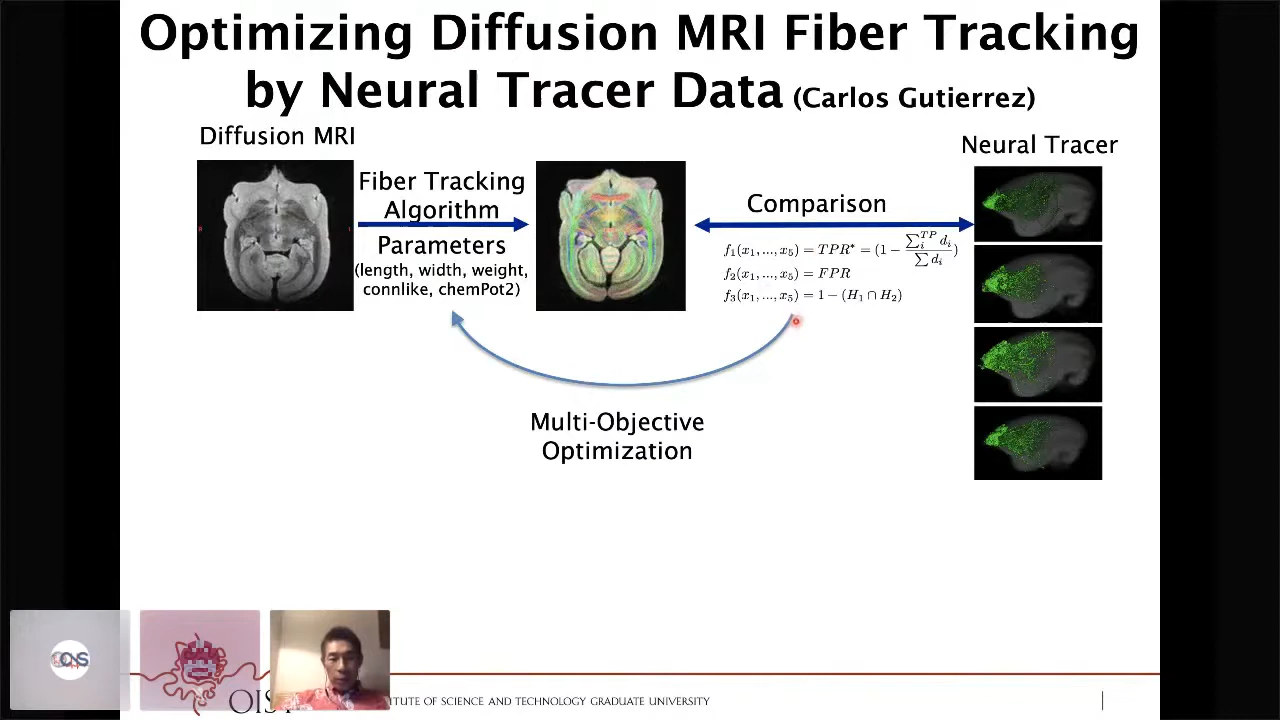 Optimizing Diffusion MRI Fiber Tracking
by Neural Tracer Data (Carlos Gutierrez)
Diffusion MRI
Fiber Tracking
Algorithm
Parameters
(length, width, weight,
connlike, chemPot2)
Comparison
f₁(x₁, ..., x₅) = TPR* = (1 − ∑ᵢᵀᴾ dᵢ / ∑ dᵢ)
f₂(x₁, ..., x₅) = FPR
f₃(x₁, ..., x₅) = 1 − (H₁ ∩ H₂)
Neural Tracer
Multi-Objective
Optimization
INSTITUTE OF SCIENCE AND TECHNOLOGY GRADUATE UNIVERSITY